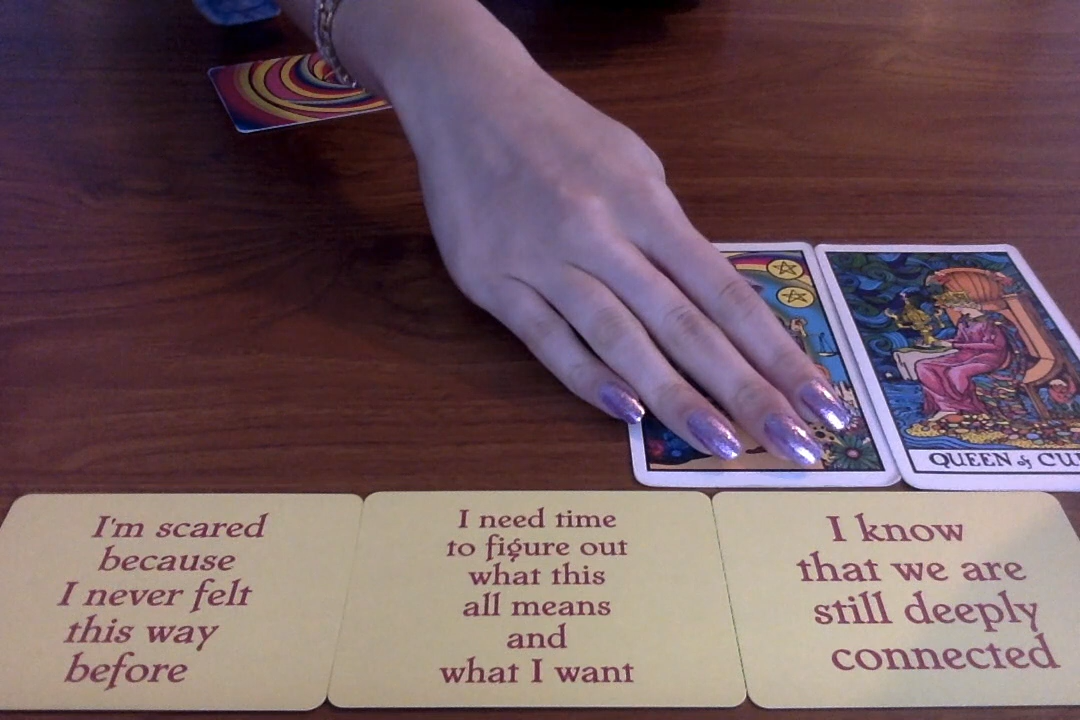 QUEEN of CU
I'm scared
because
I never felt
this way
before
I need time
to figure out
what this
all means
and
what I want
I know
that we are
still deeply
connected